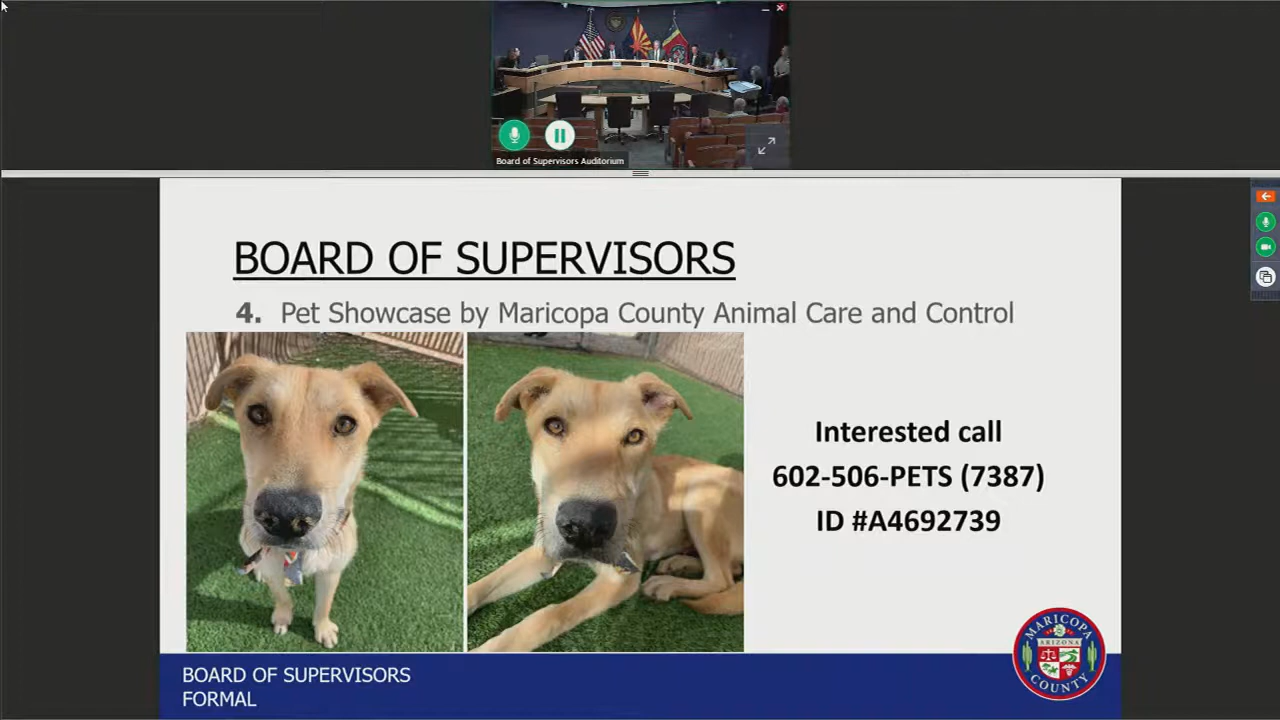 Board of Supervisors Auditorium
BOARD OF SUPERVISORS
4. Pet Showcase by Maricopa County Animal Care and Control
Interested call
602-506-PETS (7387)
ID #A4692739
MARICOPA
ARIZONA
COUNTY
BOARD OF SUPERVISORS
FORMAL